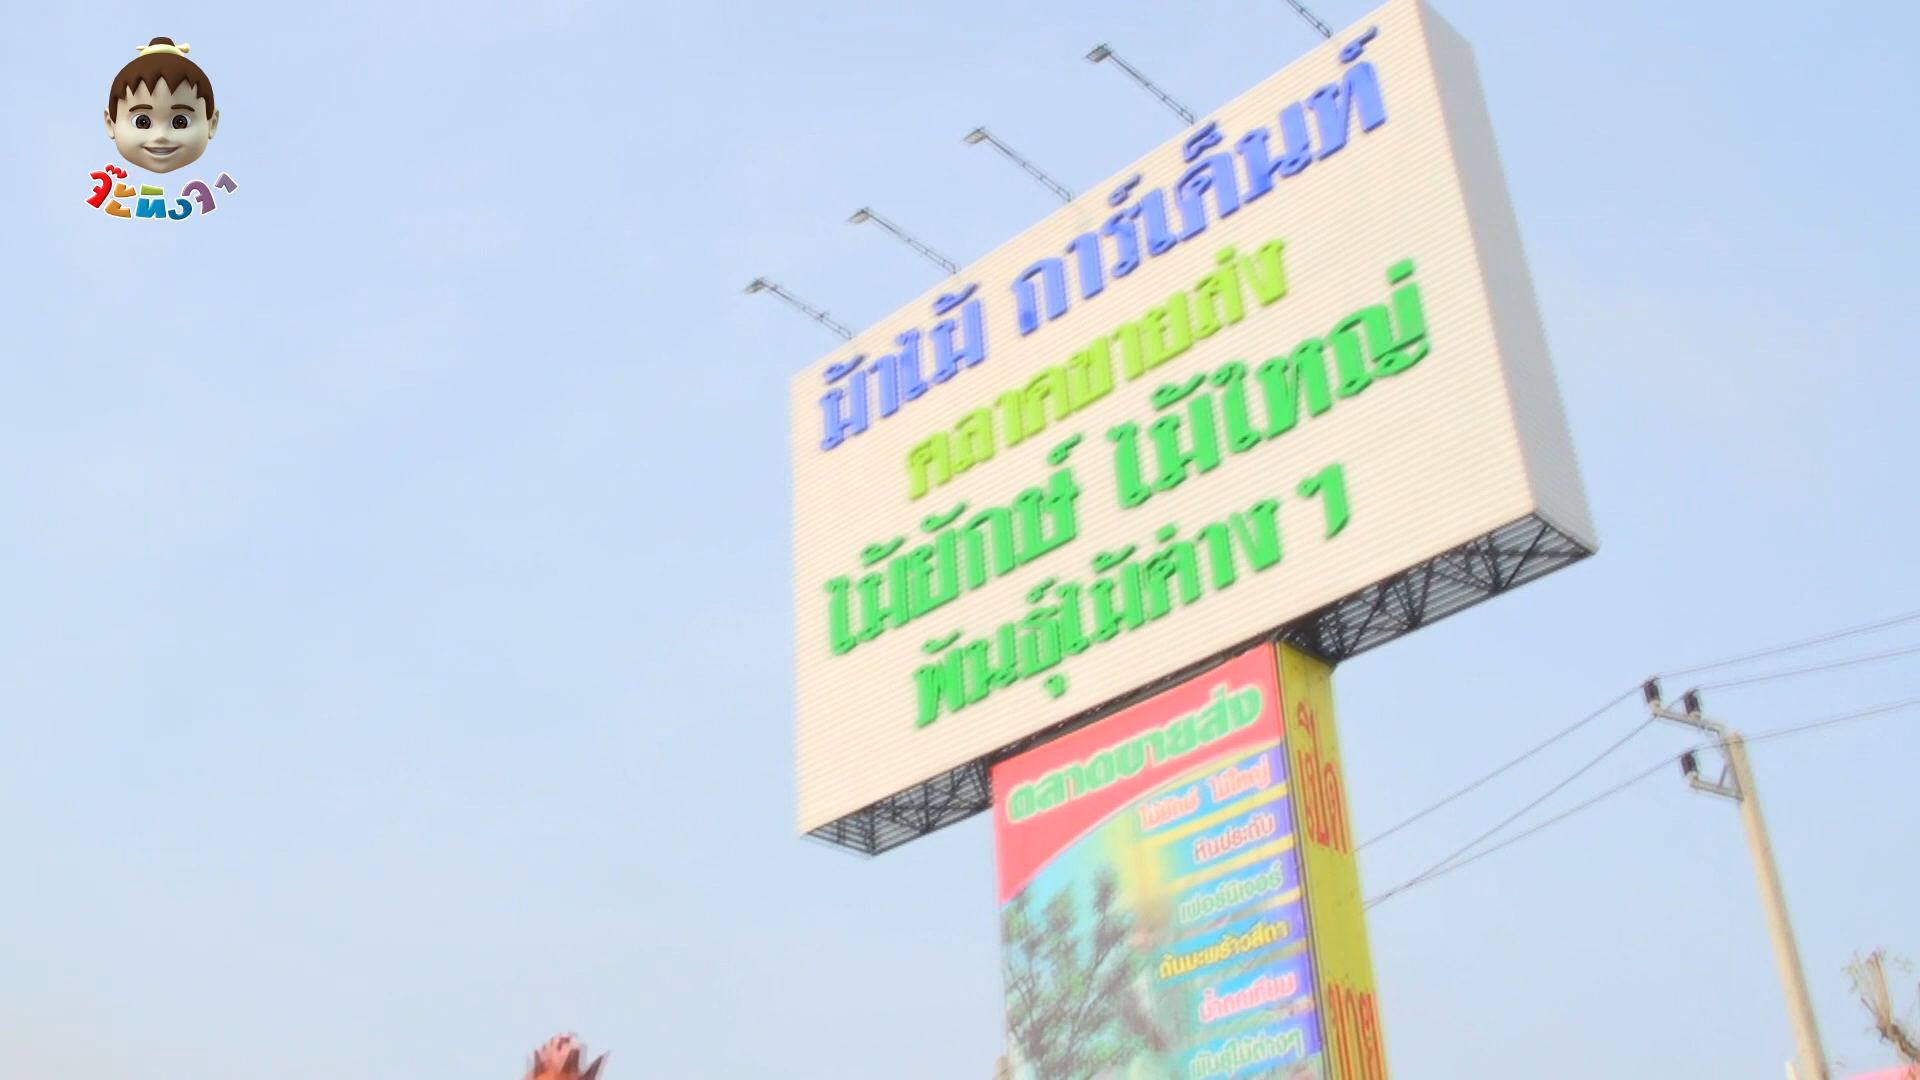 จ๊ะทิงจา
ม้าไม้ การ์เด็นท์
ตลาดขายส่ง
ไม้ยักษ์ ไม้ใหญ่
พันธุ์ไม้ต่าง ๆ
ตลาดขายส่ง
ไม้ยักษ์ ไม้ใหญ่
หินประดับ
เฟอร์นิเจอร์
ต้นมะพร้าวสีดา
น้ำตกเทียม
พันธุ์ไม้ต่างๆ
เปิด
ขาย